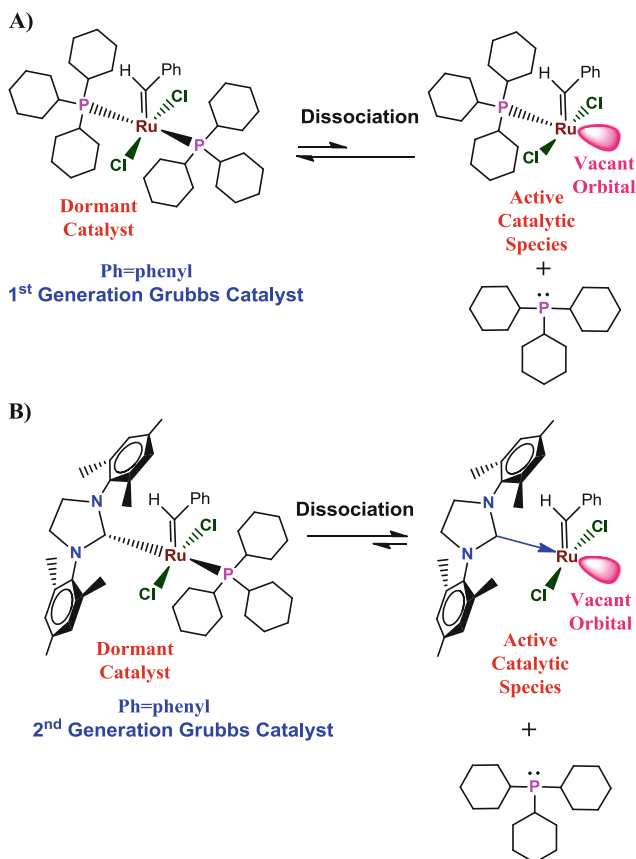 A)
H
Ph
P
Cl
Ru
Cl
P
Dormant
Catalyst
Ph=phenyl
1st Generation Grubbs Catalyst
Dissociation
H
Ph
P
Cl
Ru
Cl
Vacant
Orbital
Active
Catalytic
Species
+
P
B)
N
N
H
Ph
Cl
Ru
Cl
P
Dormant
Catalyst
Ph=phenyl
2nd Generation Grubbs Catalyst
Dissociation
N
N
H
Ph
Cl
Ru
Cl
Vacant
Orbital
Active
Catalytic
Species
+
P